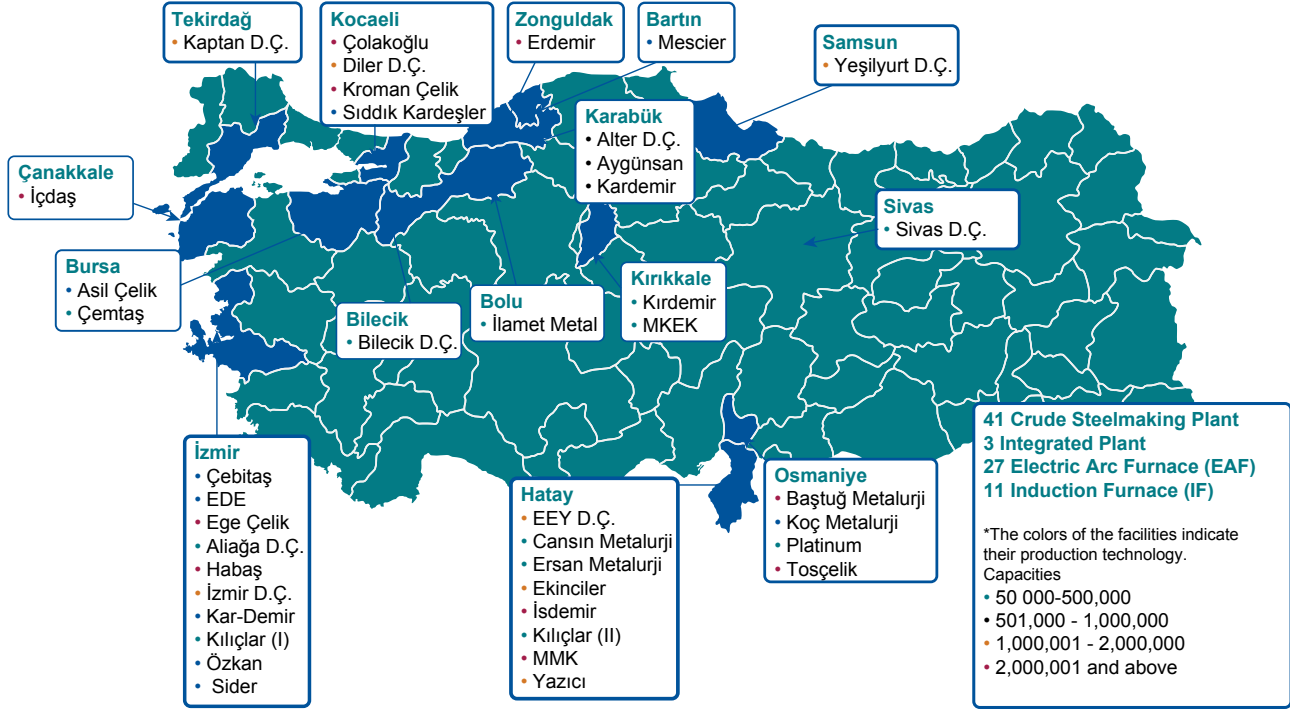 Tekirdağ
• Kaptan D.Ç.
Kocaeli
• Çolakoğlu
• Diler D.Ç.
• Kroman Çelik
• Sıddık Kardeşler
Zonguldak
• Erdemir
Bartın
• Mescier
Samsun
• Yeşilyurt D.Ç.
Karabük
• Alter D.Ç.
• Aygünsan
• Kardemir
Çanakkale
• İçdaş
Sivas
• Sivas D.Ç.
Bursa
• Asil Çelik
• Çemtaş
Bilecik
• Bilecik D.Ç.
Bolu
• İlamet Metal
Kırıkkale
• Kırdemir
• MKEK
İzmir
• Çebitaş
• EDE
• Ege Çelik
• Aliağa D.Ç.
• Habaş
• İzmir D.Ç.
• Kar-Demir
• Kılıçlar (I)
• Özkan
• Sider
Hatay
• EEY D.Ç.
• Cansın Metalurji
• Ersan Metalurji
• Ekinciler
• İsdemir
• Kılıçlar (II)
• MMK
• Yazıcı
Osmaniye
• Baştuğ Metalurji
• Koç Metalurji
• Platinum
• Tosçelik
41 Crude Steelmaking Plant
3 Integrated Plant
27 Electric Arc Furnace (EAF)
11 Induction Furnace (IF)
*The colors of the facilities indicate
their production technology.
Capacities
• 50 000-500,000
• 501,000 - 1,000,000
• 1,000,001 - 2,000,000
• 2,000,001 and above